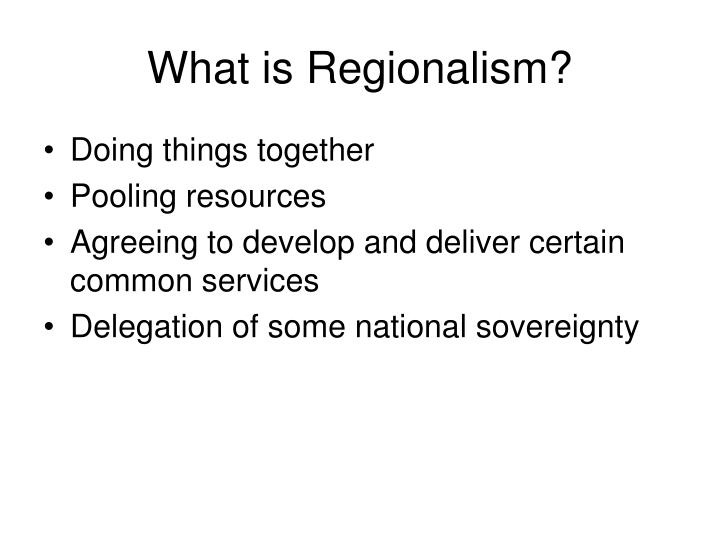 What is Regionalism?
• Doing things together
• Pooling resources
• Agreeing to develop and deliver certain
common services
• Delegation of some national sovereignty